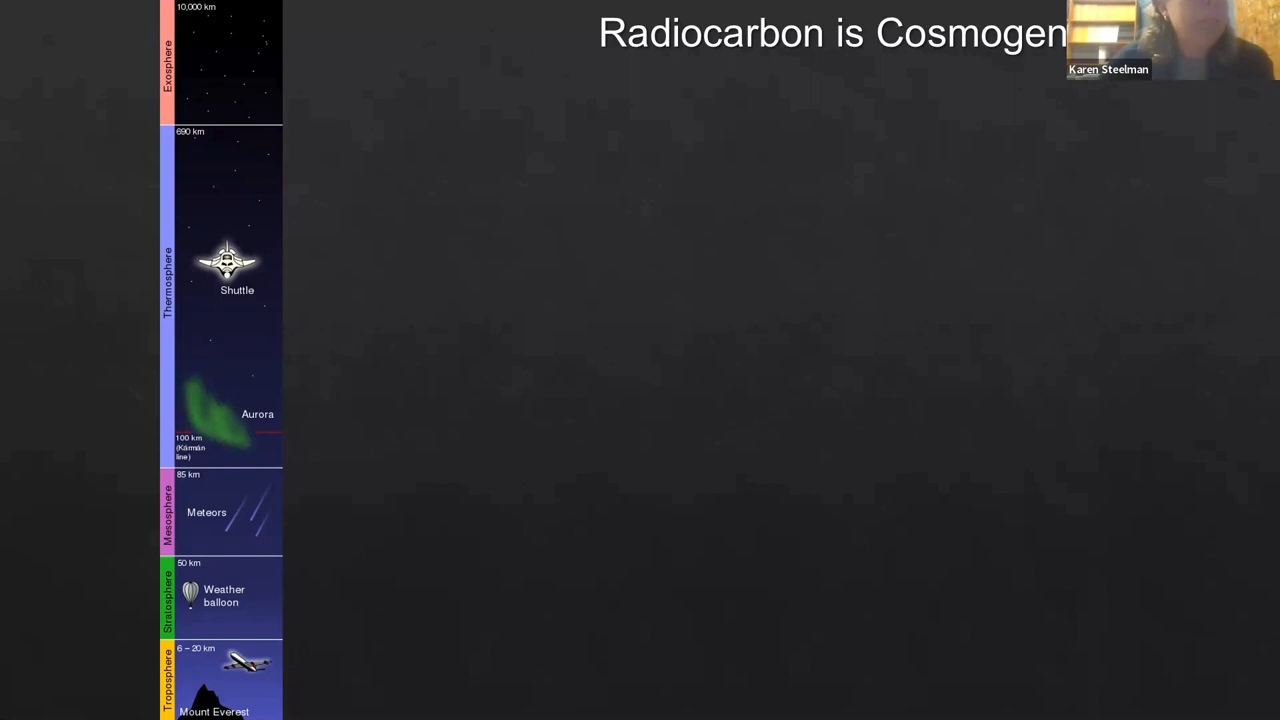 Radiocarbon is Cosmogen
Karen Steelman
10,000 km
Exosphere
690 km
Thermosphere
Shuttle
Aurora
100 km
(Kármán
line)
85 km
Mesosphere
Meteors
50 km
Stratosphere
Weather
balloon
6 – 20 km
Troposphere
Mount Everest